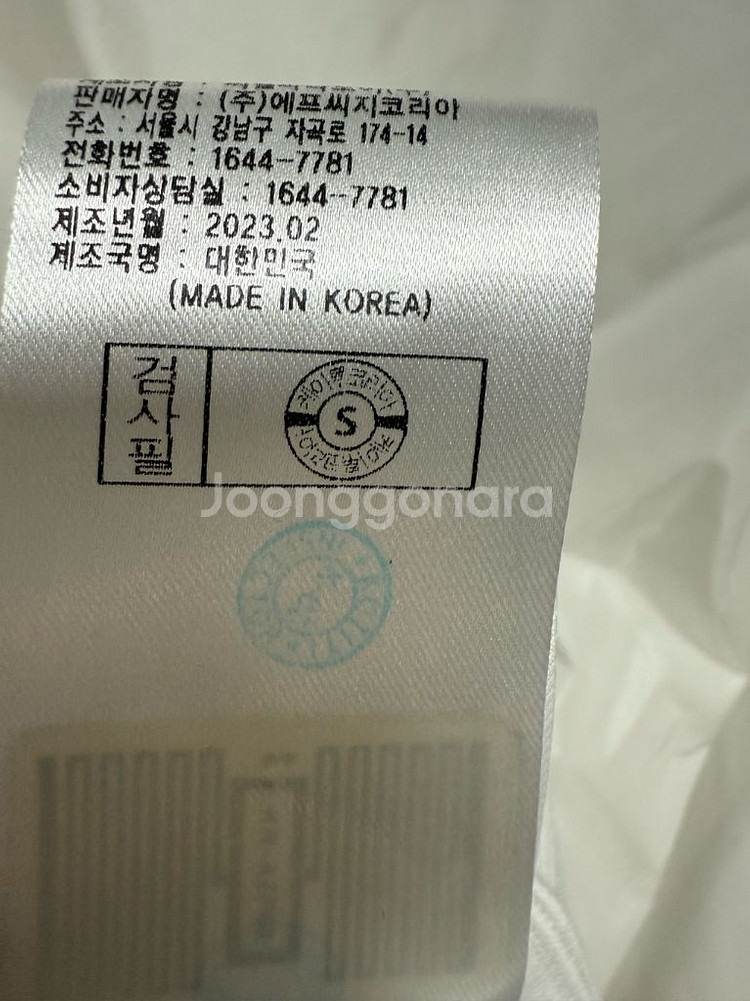 판매자명 : (주)에프씨지코리아
주소 : 서울시 강남구 자곡로 174-14
전화번호 : 1644-7781
소비자상담실 : 1644-7781
제조년월 : 2023.02
제조국명 : 대한민국
(MADE IN KOREA)
검사필
S
Joonggonara